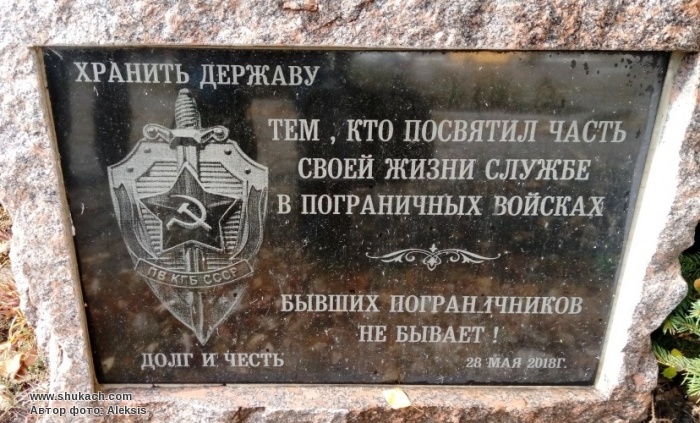 ХРАНИТЬ ДЕРЖАВУ
ТЕМ , КТО ПОСВЯТИЛ ЧАСТЬ
СВОЕЙ ЖИЗНИ СЛУЖБЕ
В ПОГРАНИЧНЫХ ВОЙСКАХ
ПВ КГБ СССР
БЫВШИХ ПОГРАНИЧНИКОВ
НЕ БЫВАЕТ !
ДОЛГ И ЧЕСТЬ
28 МАЯ 2018Г.
www.shukach.com
Автор фото: Aleksis